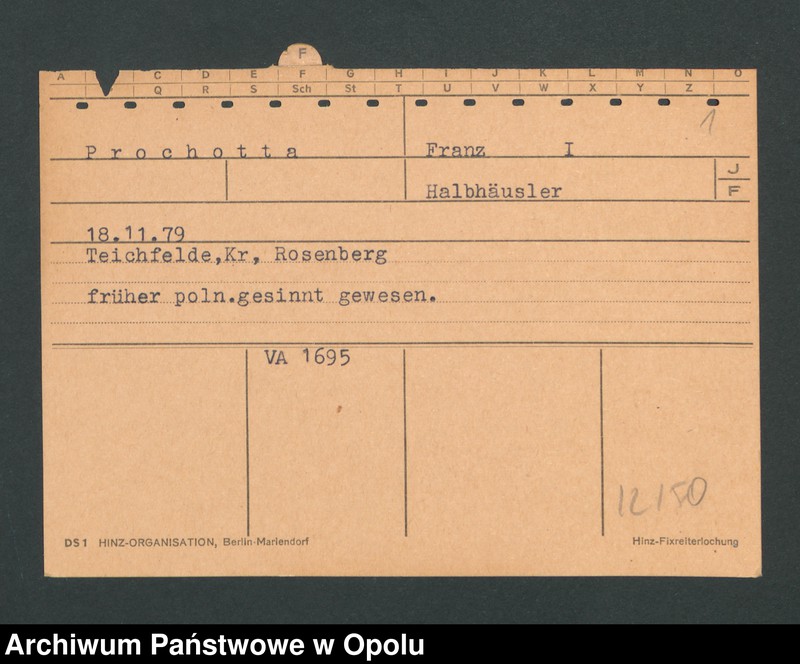 F
A C D E F G H I J K L M N O
Q R S Sch St T U V W X Y Z
1
Prochotta Franz I
J
Halbhäusler
F
18.11.79
Teichfelde,Kr, Rosenberg
früher poln.gesinnt gewesen.
VA 1695
12150
DS1 HINZ-ORGANISATION, Berlin-Mariendorf Hinz-Fixreiterlochung
Archiwum Państwowe w Opolu